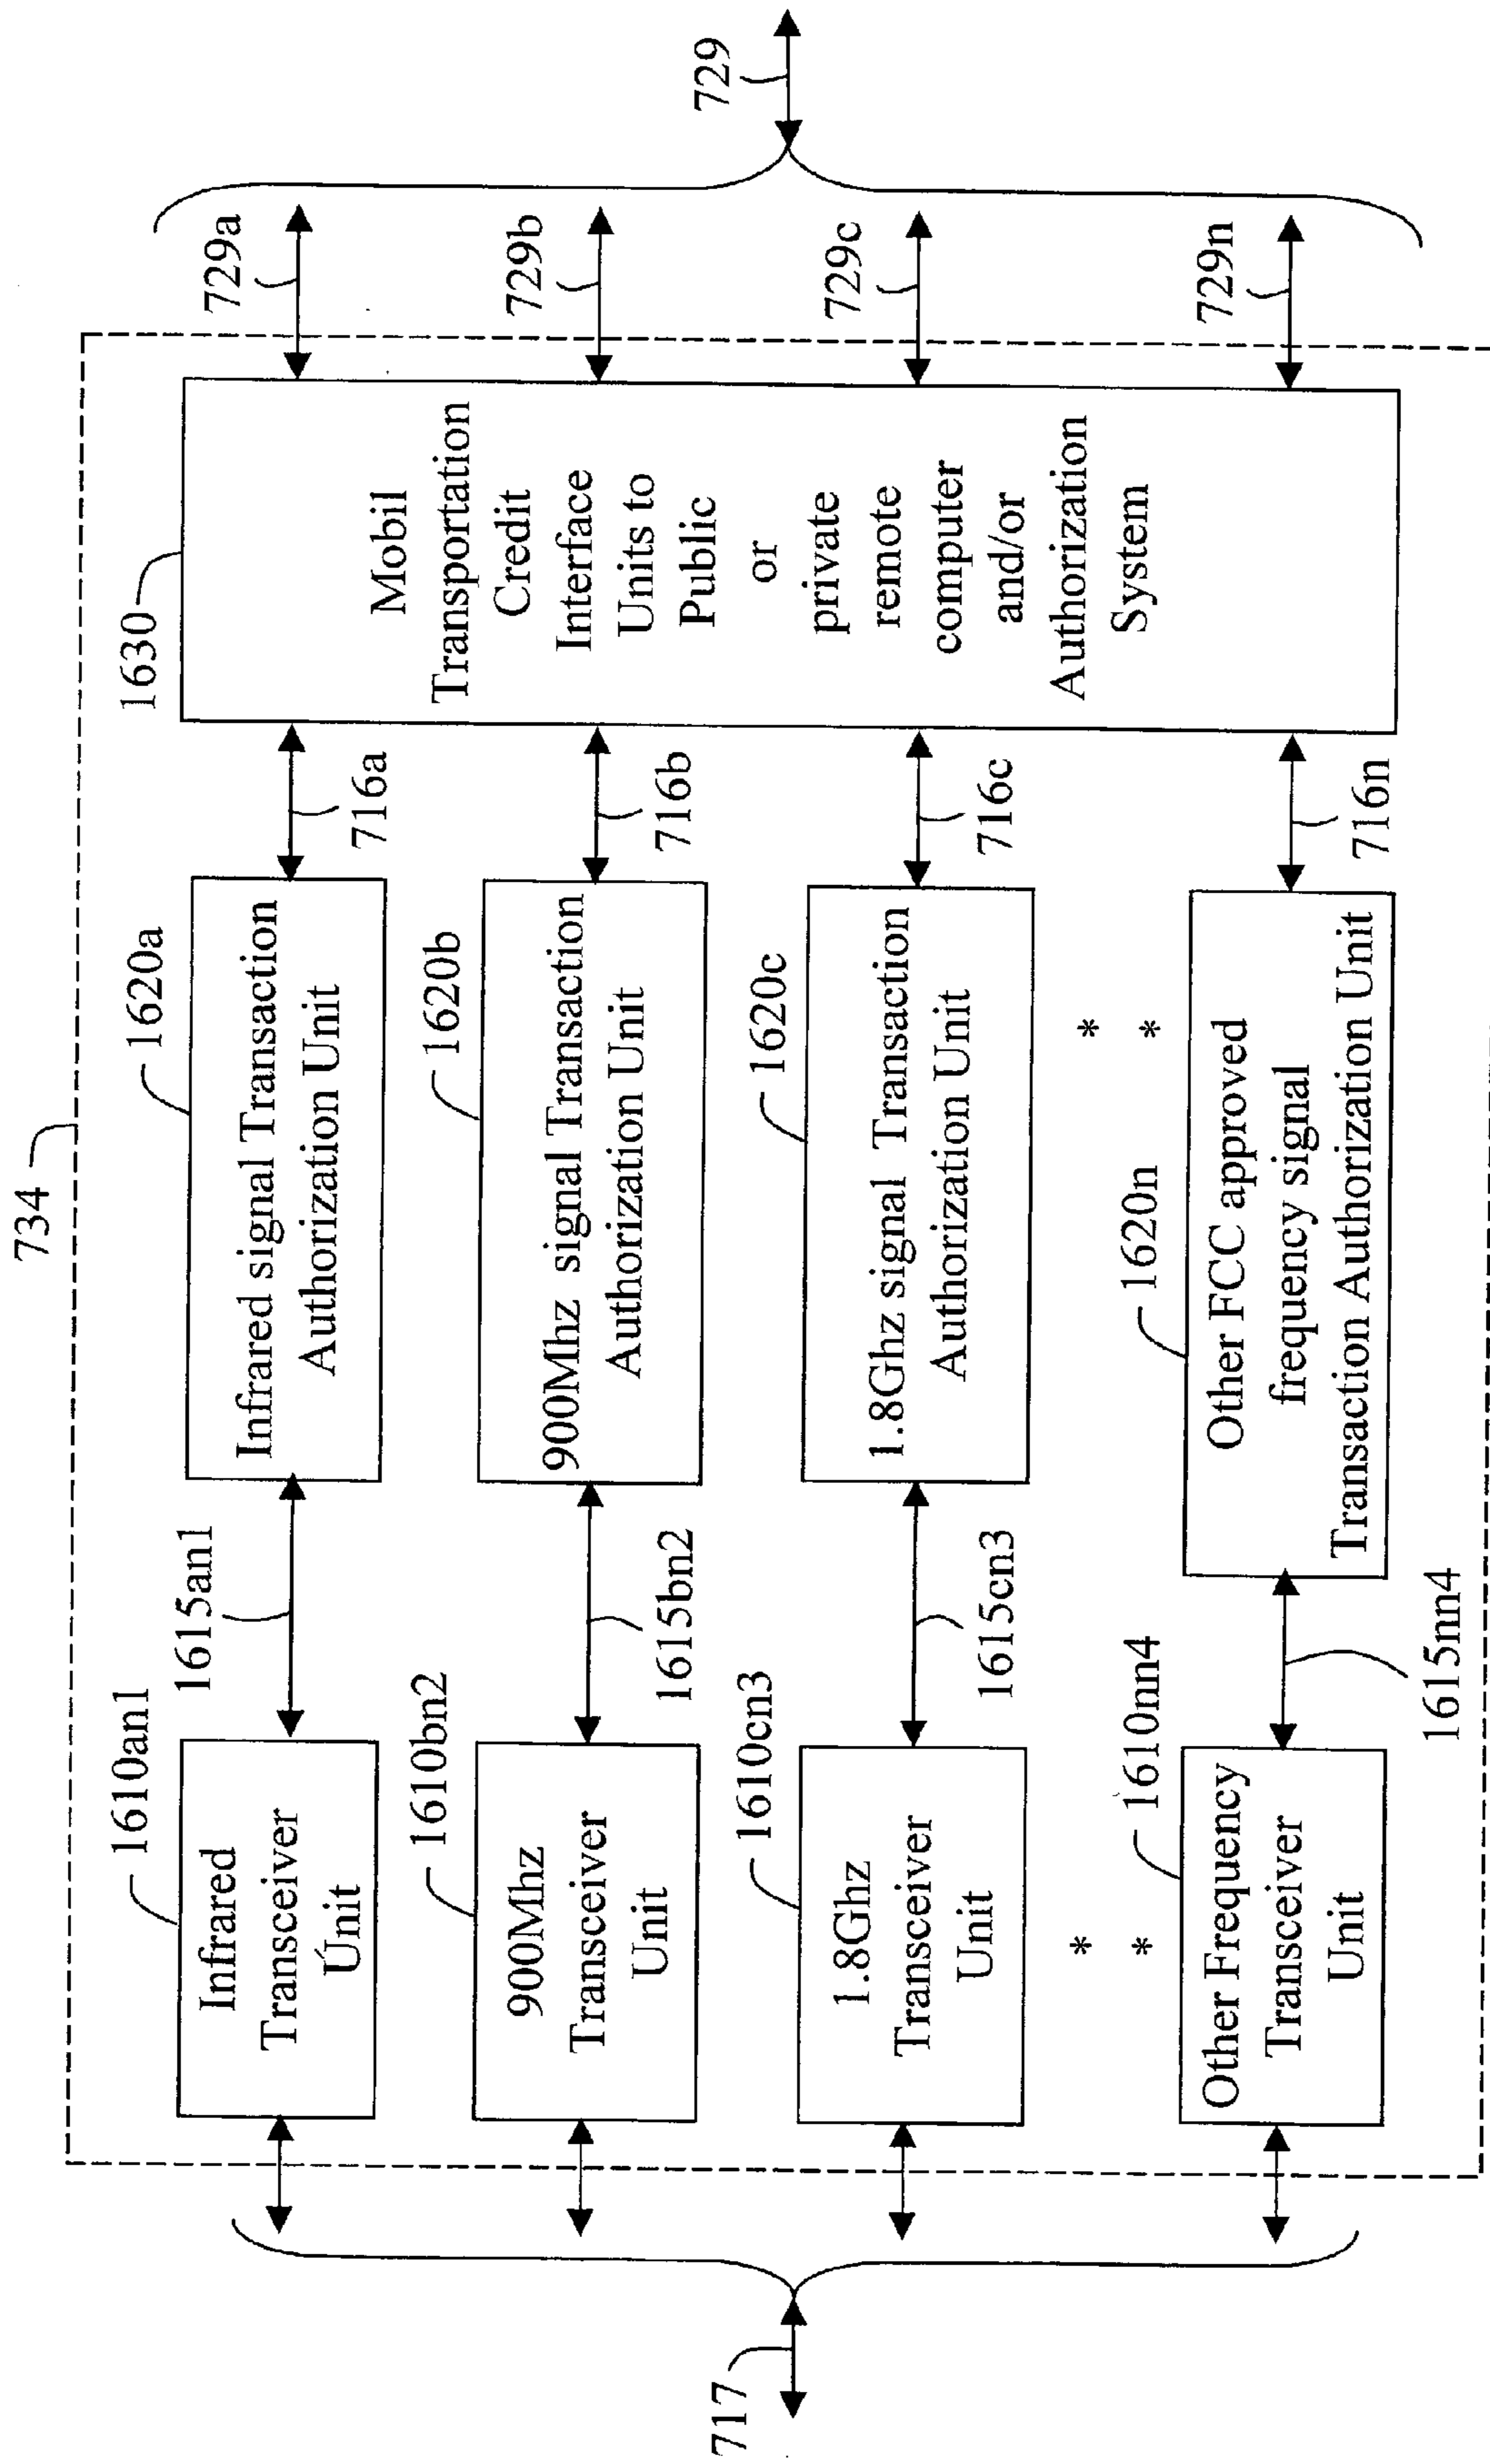 734
717
1610an1
Infrared
Transceiver
Unit
1615an1
1620a
Infrared signal Transaction
Authorization Unit
716a
1630
Mobil
Transportation
Credit
Interface
Units to
Public
or
private
remote
computer
and/or
Authorization
System
729a
729
1610bn2
900Mhz
Transceiver
Unit
1615bn2
1620b
900Mhz signal Transaction
Authorization Unit
716b
729b
1610cn3
1.8Ghz
Transceiver
Unit
1615cn3
1620c
1.8Ghz signal Transaction
Authorization Unit
716c
729c
*
*
*
*
1610nn4
Other Frequency
Transceiver
Unit
1615nn4
1620n
Other FCC approved
frequency signal
Transaction Authorization Unit
716n
729n